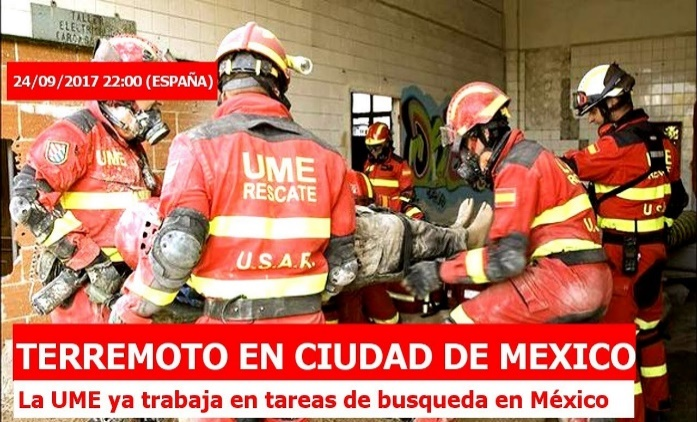 TALLER
24/09/2017 22:00 (ESPAÑA)
UME
UME
RESCATE
U.S.A.R.
U.S.A
TERREMOTO EN CIUDAD DE MEXICO
La UME ya trabaja en tareas de busqueda en México